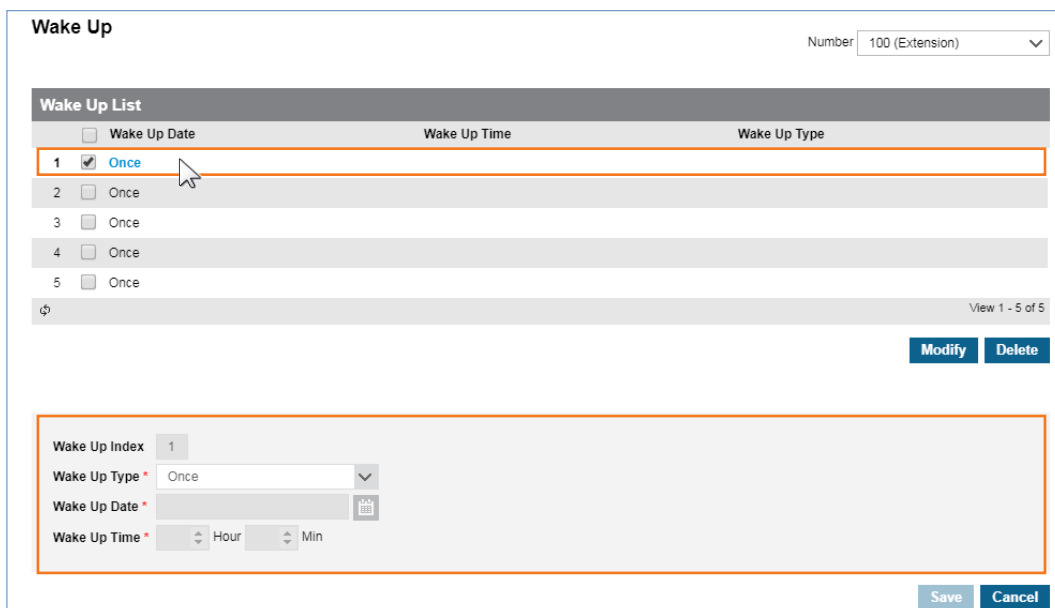 Wake Up
Number 100 (Extension)
Wake Up List
Wake Up Date Wake Up Time Wake Up Type
1 Once
2 Once
3 Once
4 Once
5 Once
View 1 - 5 of 5
Modify Delete
Wake Up Index 1
Wake Up Type * Once
Wake Up Date *
Wake Up Time * Hour Min
Save Cancel